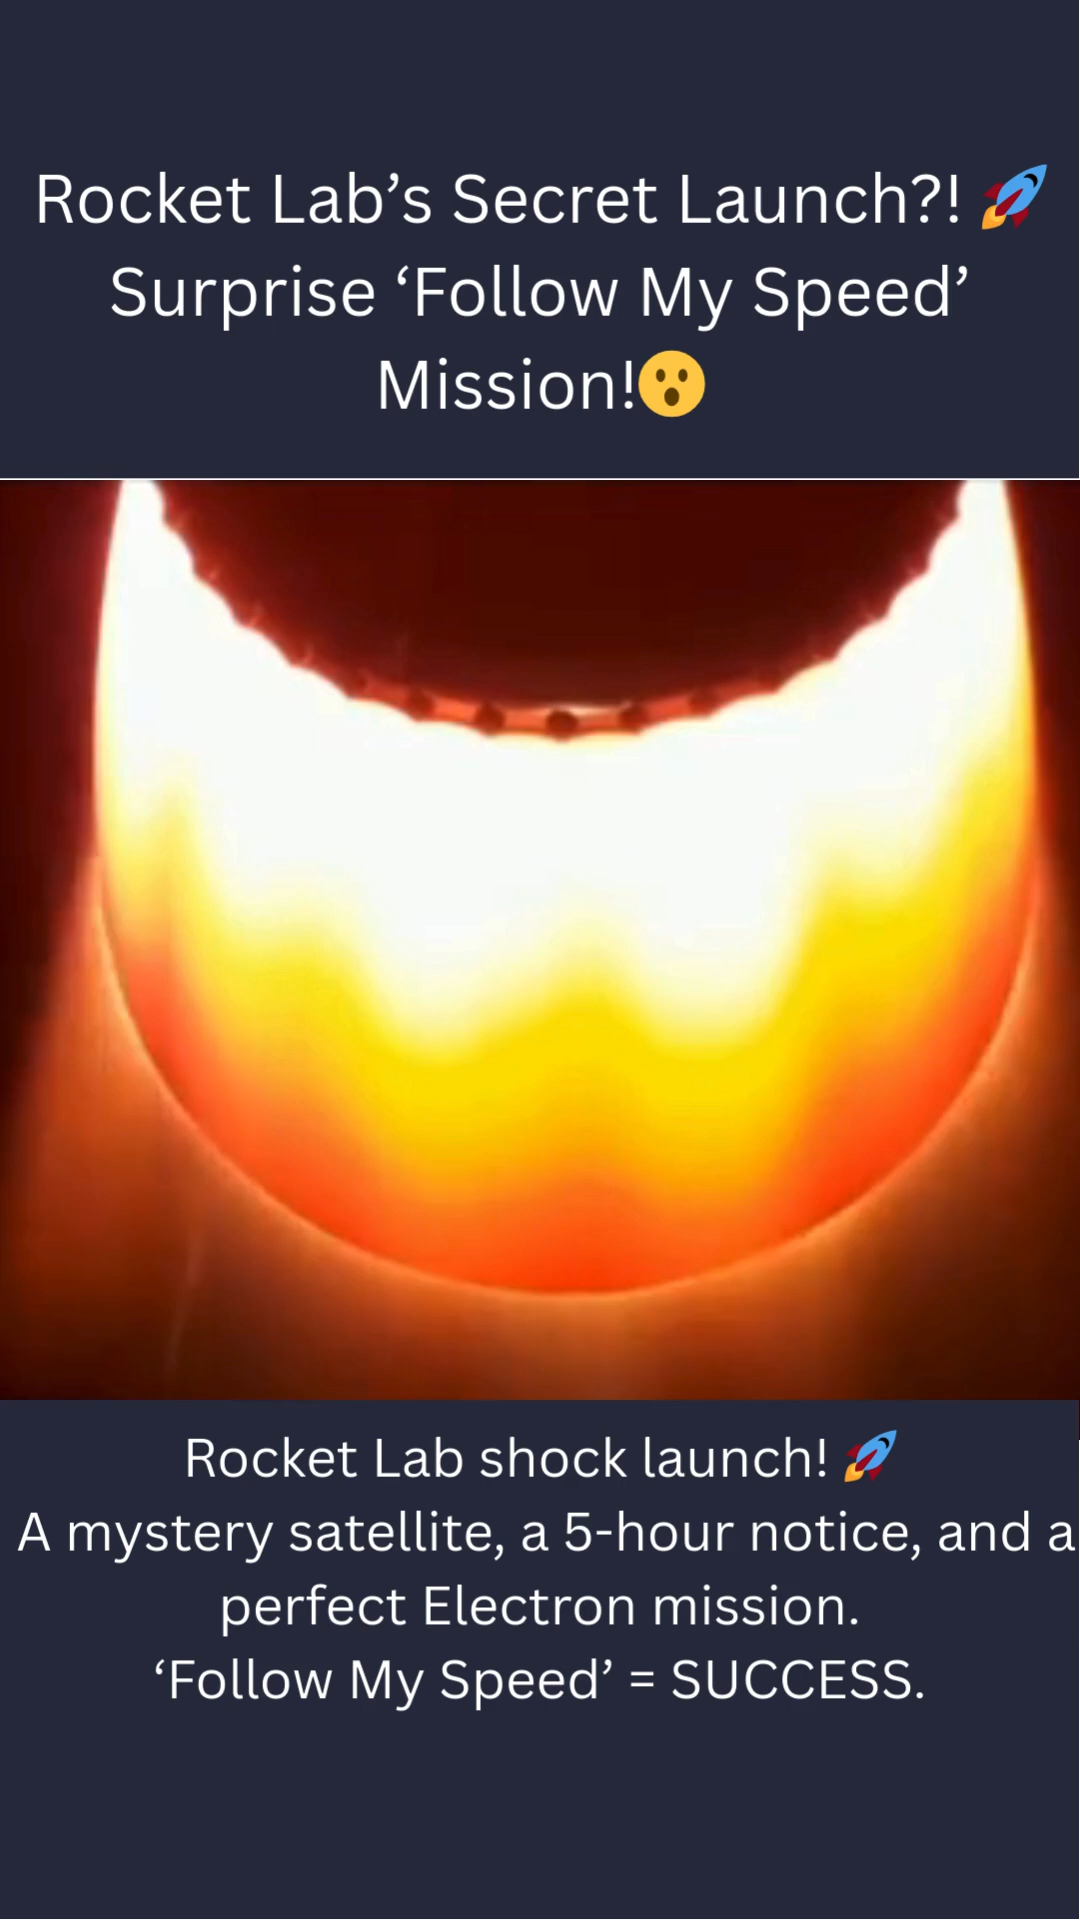 Rocket Lab’s Secret Launch?! 🚀
Surprise ‘Follow My Speed’
Mission!😮
Rocket Lab shock launch! 🚀
A mystery satellite, a 5-hour notice, and a
perfect Electron mission.
‘Follow My Speed’ = SUCCESS.